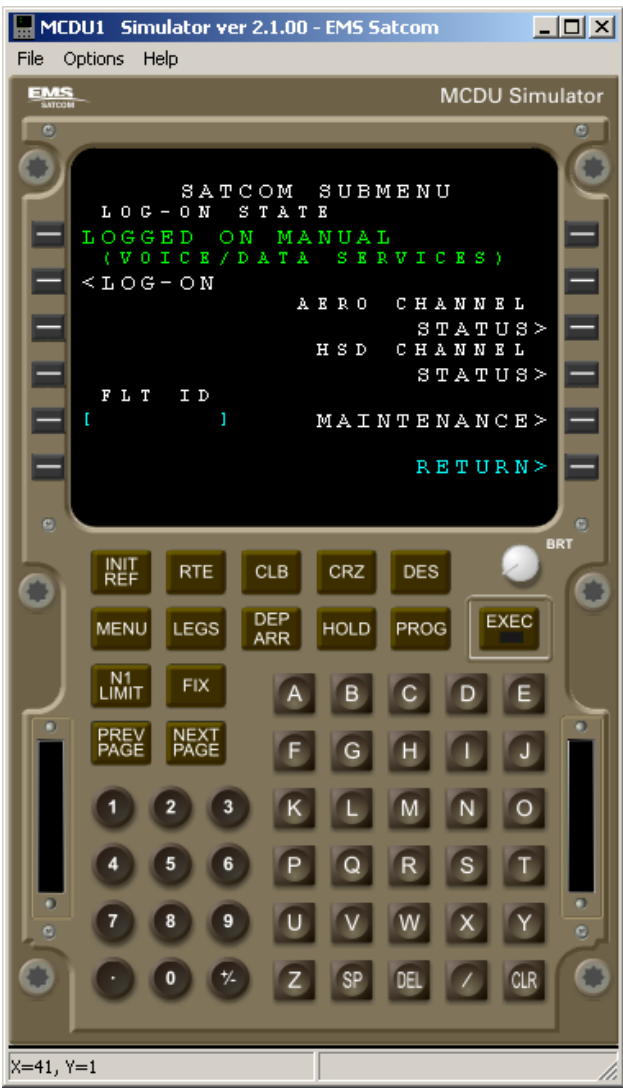 MCDU1 Simulator ver 2.1.00 - EMS Satcom
File Options Help
EMS
SATCOM
MCDU Simulator
SATCOM SUBMENU
LOG-ON STATE
LOGGED ON MANUAL
(VOICE/DATA SERVICES)
<LOG-ON
AERO CHANNEL
STATUS>
HSD CHANNEL
STATUS>
FLT ID
[ ] MAINTENANCE>
RETURN>
BRT
INIT REF RTE CLB CRZ DES
MENU LEGS DEP ARR HOLD PROG EXEC
N1 LIMIT FIX
A B C D E
PREV PAGE NEXT PAGE
F G H I J
1 2 3 K L M N O
4 5 6 P Q R S T
7 8 9 U V W X Y
. 0 +/- Z SP DEL / CLR
X=41, Y=1